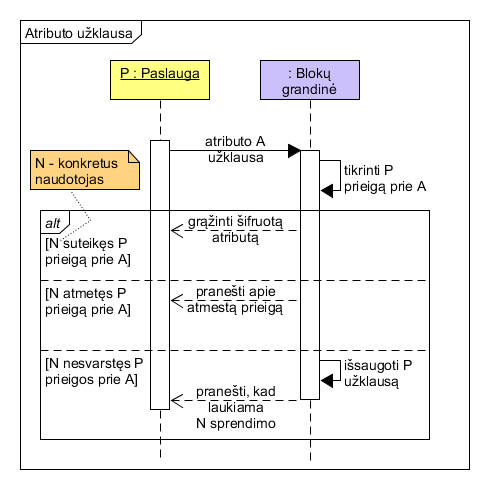 Atributo užklausa
P : Paslauga
: Blokų
grandinė
atributo A
užklausa
N - konkretus
naudotojas
tikrinti P
prieigą prie A
alt
grąžinti šifruotą
atributą
[N suteikęs P
prieigą prie A]
[N atmetęs P
prieigą prie A]
pranešti apie
atmestą prieigą
[N nesvarstęs P
prieigos prie A]
išsaugoti P
užklausą
pranešti, kad
laukiama
N sprendimo